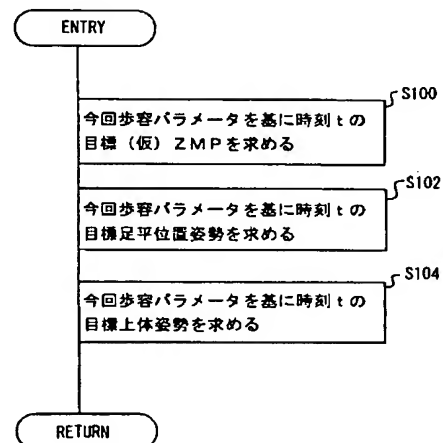 ENTRY
S100
今回歩容パラメータを基に時刻tの
目標(仮)ZMPを求める
S102
今回歩容パラメータを基に時刻tの
目標足平位置姿勢を求める
S104
今回歩容パラメータを基に時刻tの
目標上体姿勢を求める
RETURN